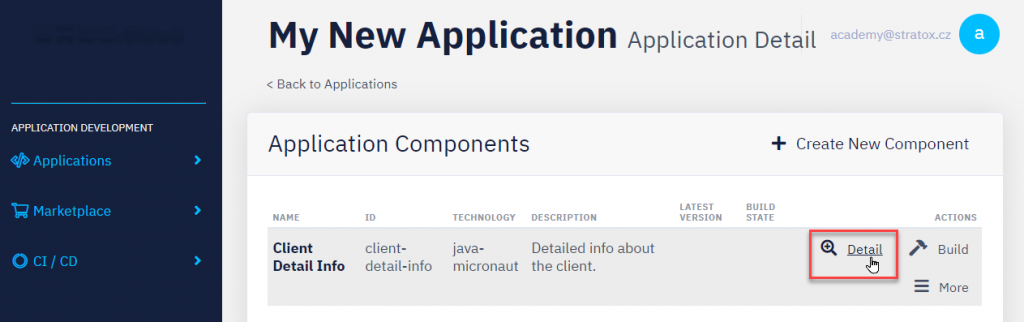 My New Application Application Detail
academy@stratox.cz
a
< Back to Applications
APPLICATION DEVELOPMENT
Applications
Marketplace
CI / CD
Application Components
Create New Component
NAME ID TECHNOLOGY DESCRIPTION LATEST VERSION BUILD STATE ACTIONS
Client Detail Info
client-detail-info
java-micronaut
Detailed info about
the client.
Detail
Build
More